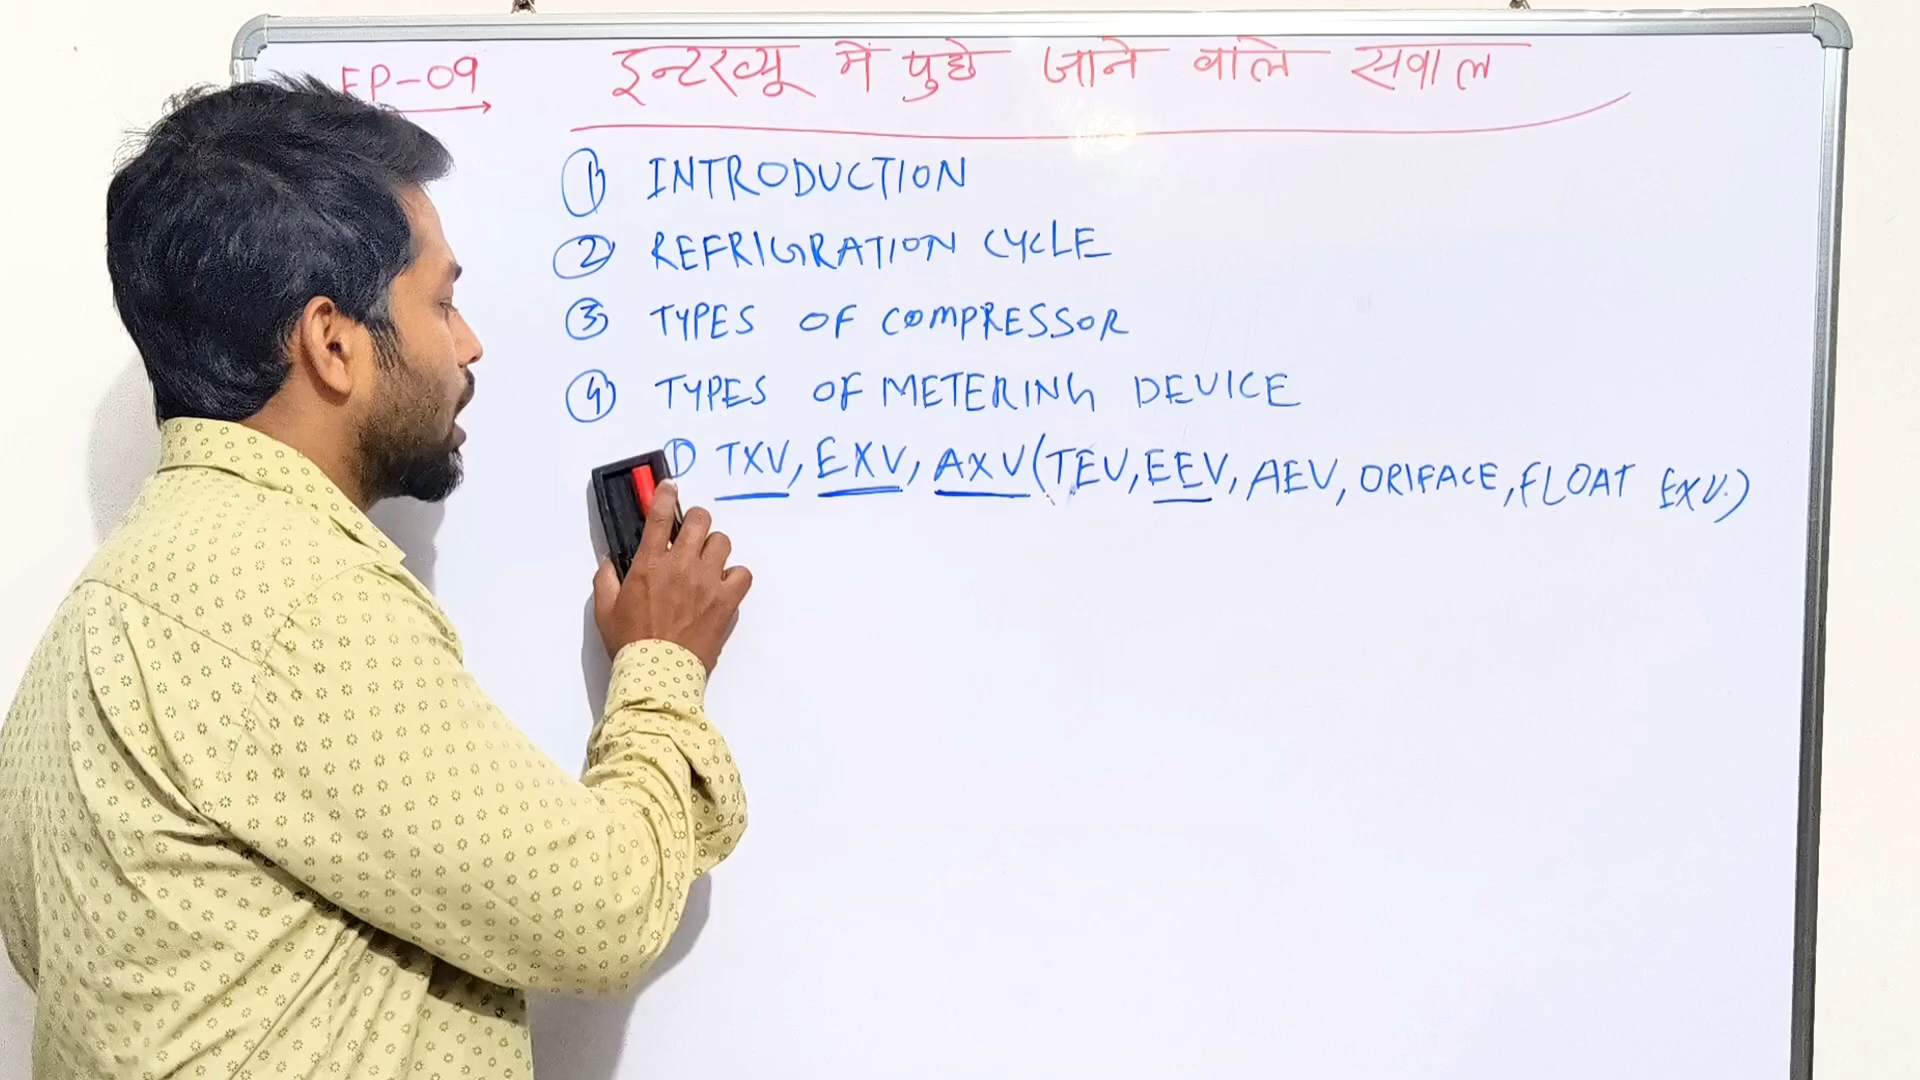 EP-09 इन्टरव्यू में पुछे जाने वाले सवाल
① INTRODUCTION
② REFRIGRATION CYCLE
③ TYPES OF COMPRESSOR
④ TYPES OF METERING DEVICE
① TXV, EXV, AXV (TEV, EEV, AEV, ORIFACE, FLOAT EXV.)